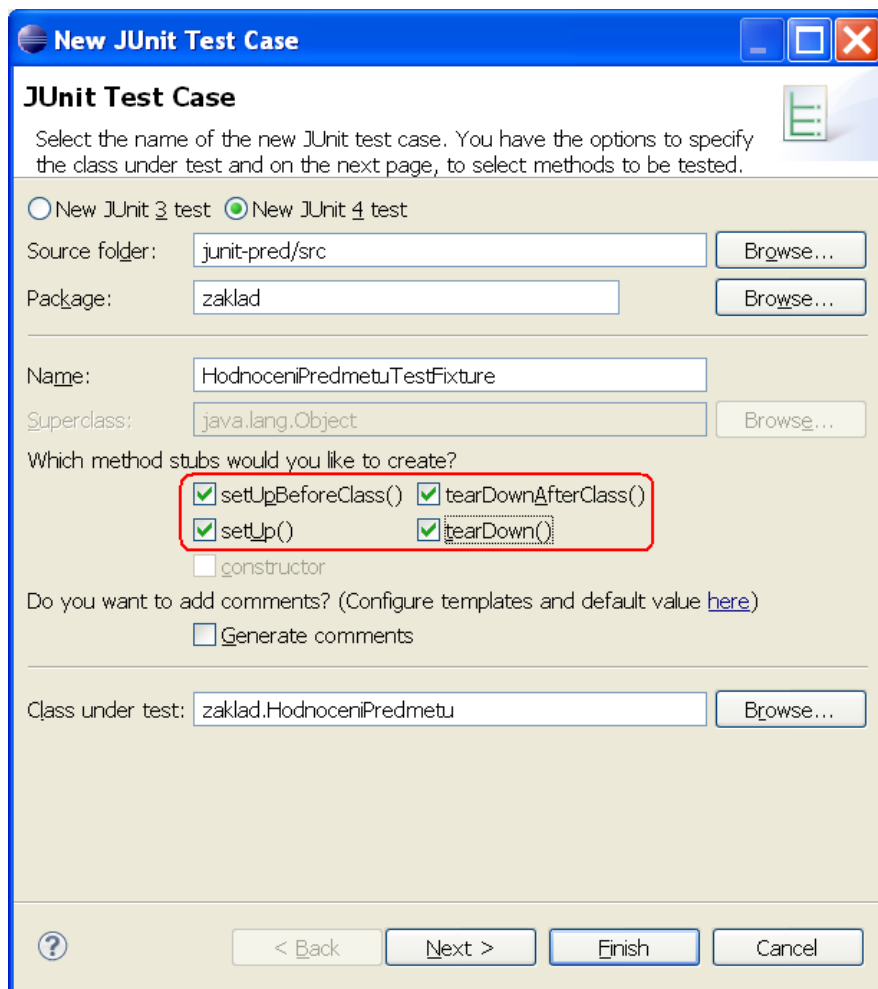 New JUnit Test Case
JUnit Test Case
Select the name of the new JUnit test case. You have the options to specify
the class under test and on the next page, to select methods to be tested.
New JUnit 3 test New JUnit 4 test
Source folder: junit-pred/src Browse...
Package: zaklad Browse...
Name: HodnoceniPredmetuTestFixture
Superclass: java.lang.Object Browse...
Which method stubs would you like to create?
setUpBeforeClass() tearDownAfterClass()
setUp() tearDown()
constructor
Do you want to add comments? (Configure templates and default value here)
Generate comments
Class under test: zaklad.HodnoceniPredmetu Browse...
? < Back Next > Finish Cancel